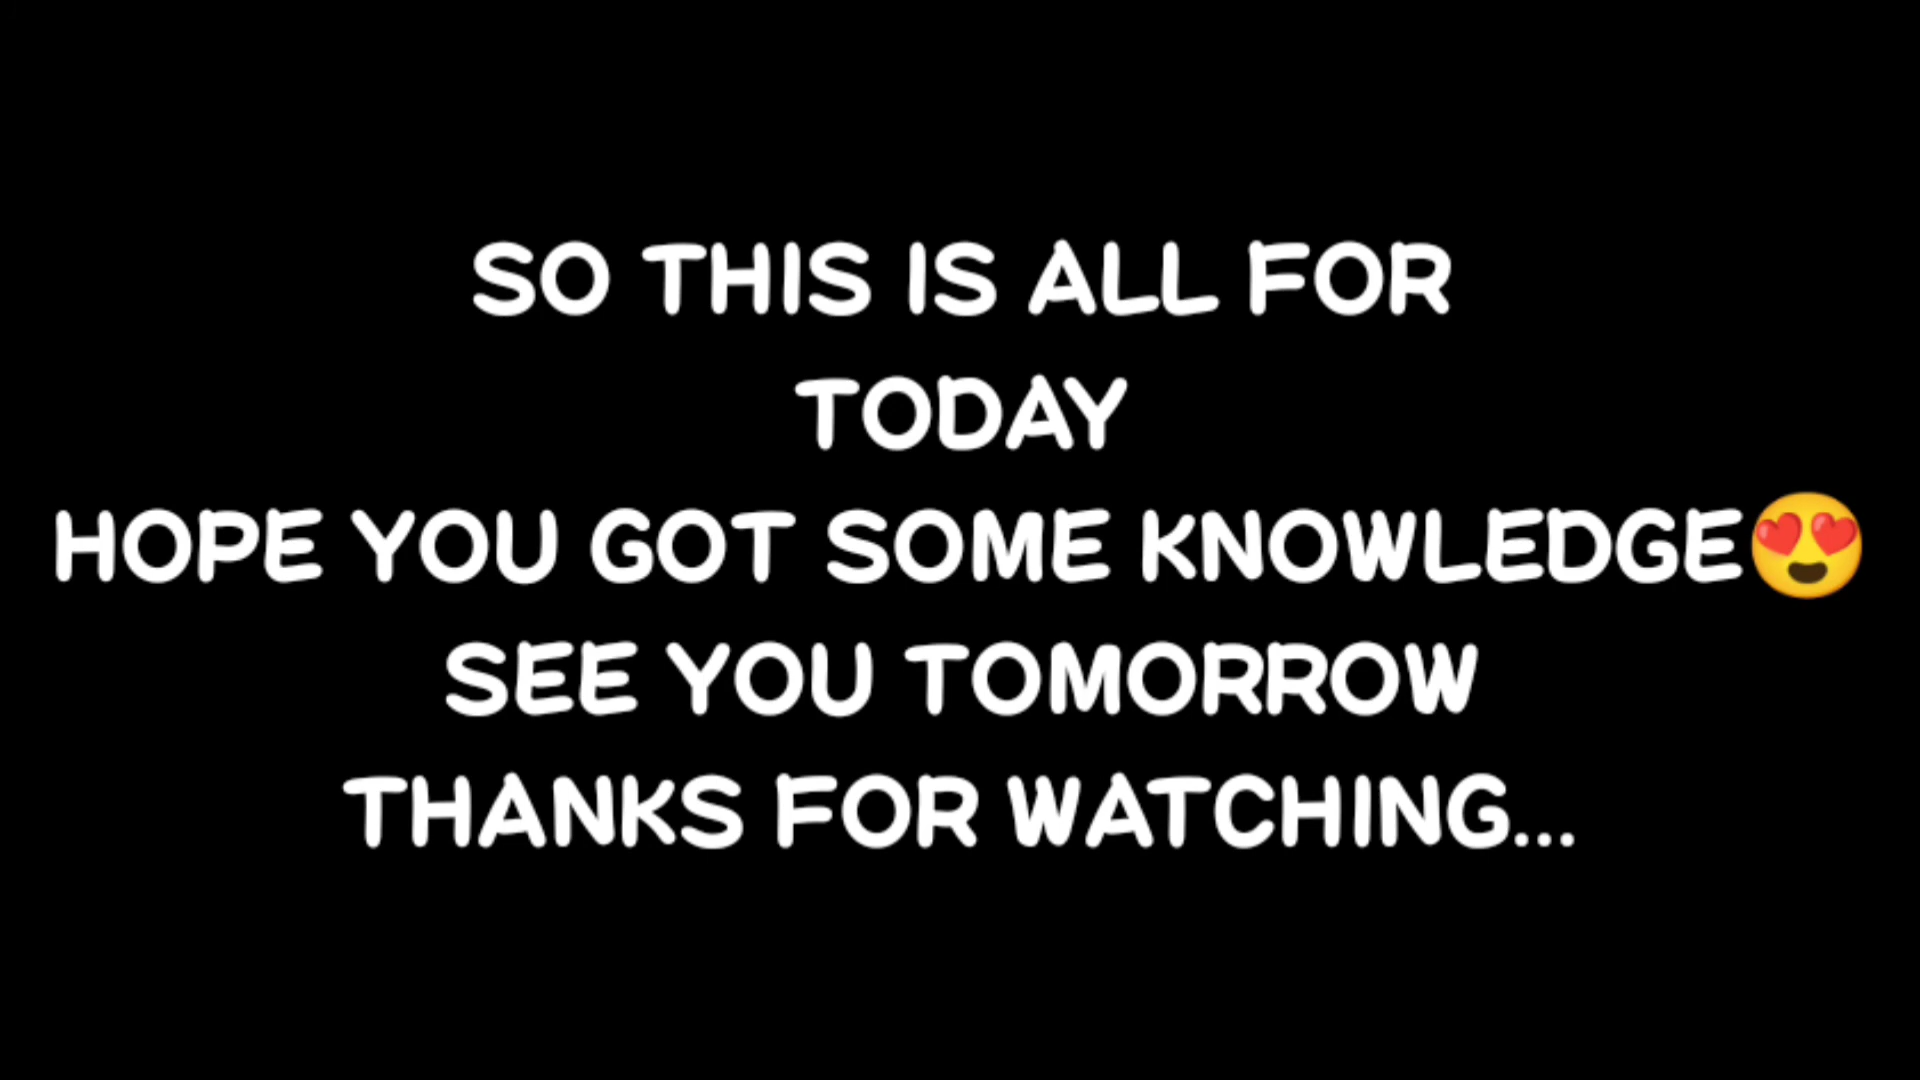 SO THIS IS ALL FOR
TODAY
HOPE YOU GOT SOME KNOWLEDGE😍
SEE YOU TOMORROW
THANKS FOR WATCHING...